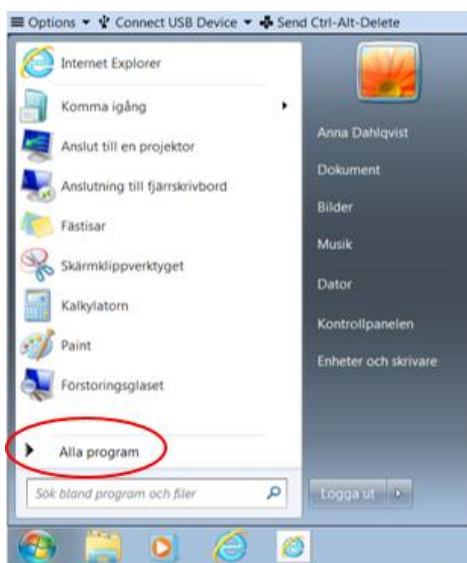 Options Connect USB Device Send Ctrl-Alt-Delete
Internet Explorer
Komma igång
Anslut till en projektor
Anslutning till fjärrskrivbord
Fästisar
Skärmklippverktyget
Kalkylatorn
Paint
Förstoringsglaset
Alla program
Sök bland program och filer
Anna Dahlqvist
Dokument
Bilder
Musik
Dator
Kontrollpanelen
Enheter och skrivare
Logga ut